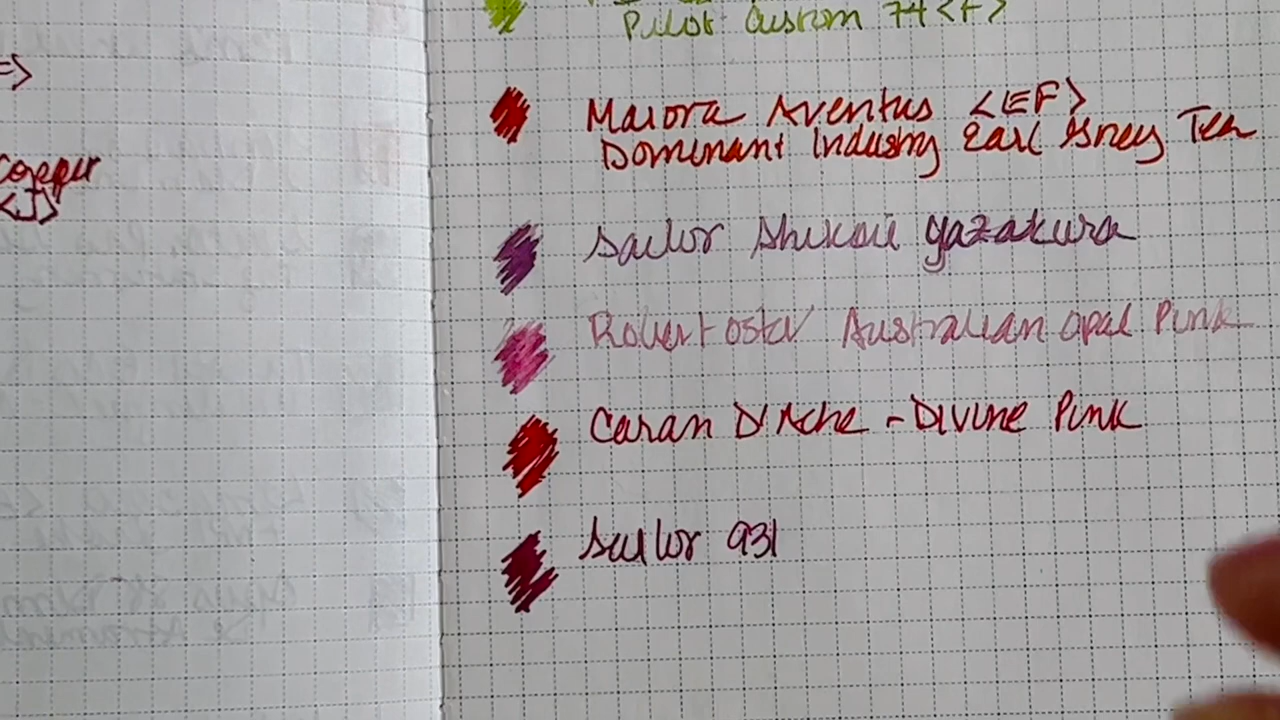 =>
Copper
<J>
Pilot Custom 74 <F>
Maiora Aventus <EF>
Dominant Industry Earl Grey Tea
Sailor Shikiori yozakura
Robert oster Australian opal Pink
Caran D'Ache - Divine Pink
Sailor 931